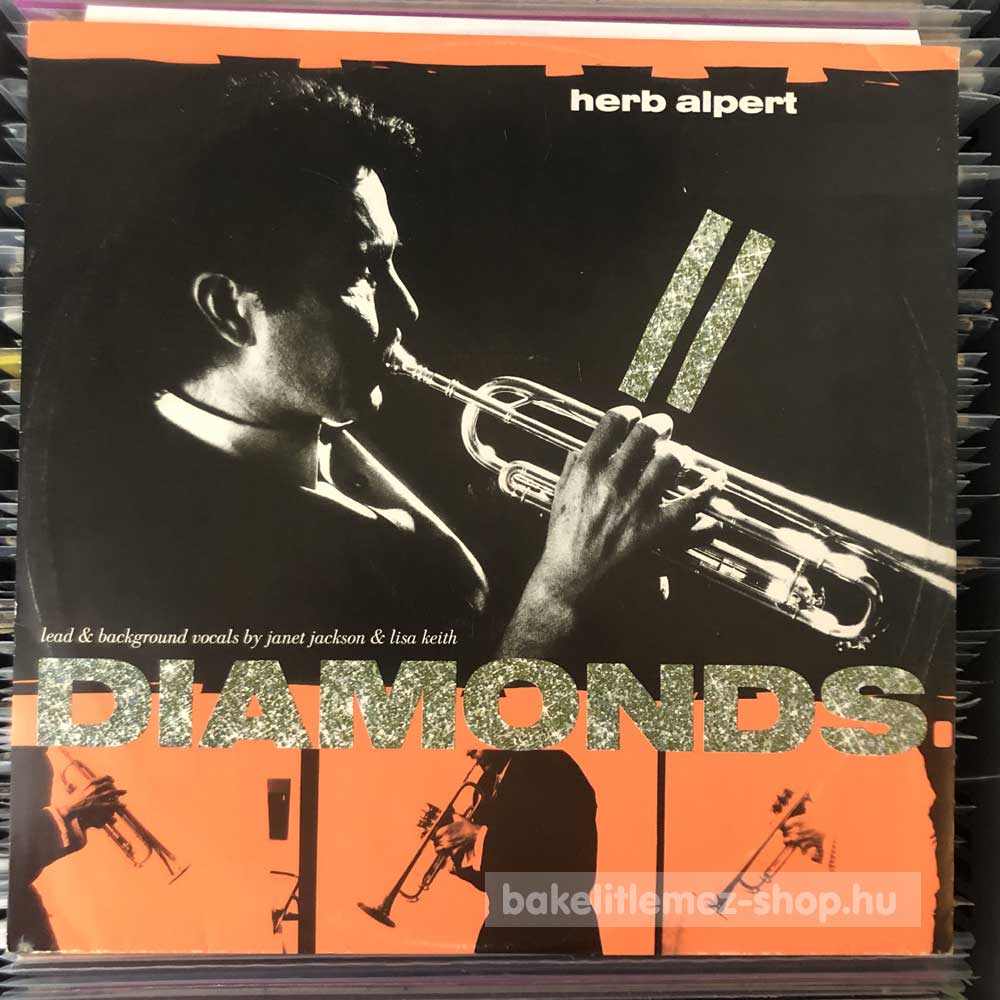 herb alpert
lead & background vocals by janet jackson & lisa keith
DIAMONDS
bakelitlemez-shop.hu